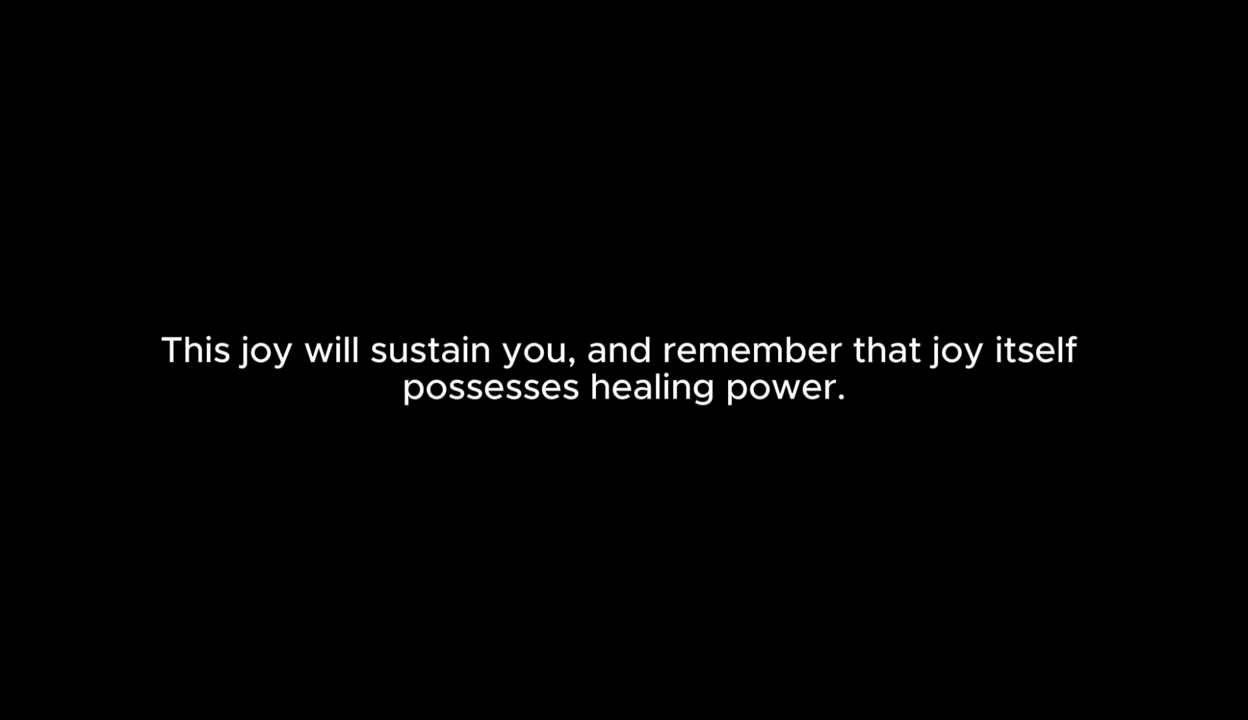 This joy will sustain you, and remember that joy itself
possesses healing power.